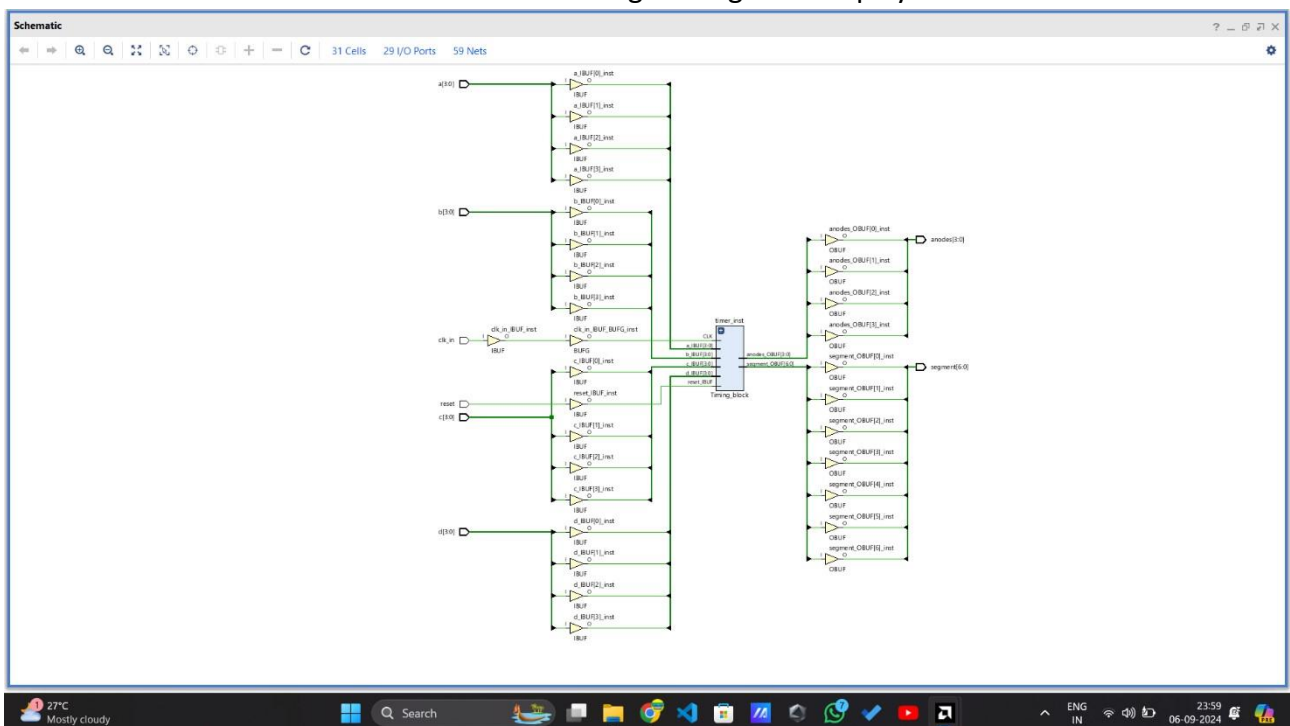 Schematic
31 Cells 29 I/O Ports 59 Nets
a[3:0]
a_IBUF[0]_inst
I O
IBUF
a_IBUF[1]_inst
I O
IBUF
a_IBUF[2]_inst
I O
IBUF
a_IBUF[3]_inst
I O
IBUF
b[3:0]
b_IBUF[0]_inst
I O
IBUF
b_IBUF[1]_inst
I O
IBUF
b_IBUF[2]_inst
I O
IBUF
b_IBUF[3]_inst
I O
IBUF
clk_in
clk_in_IBUF_inst
I O
IBUF
clk_in_IBUF_BUFG_inst
I O
BUFG
c_IBUF[0]_inst
I O
IBUF
reset
reset_IBUF_inst
I O
IBUF
c[3:0]
c_IBUF[1]_inst
I O
IBUF
c_IBUF[2]_inst
I O
IBUF
c_IBUF[3]_inst
I O
IBUF
d[3:0]
d_IBUF[0]_inst
I O
IBUF
d_IBUF[1]_inst
I O
IBUF
d_IBUF[2]_inst
I O
IBUF
d_IBUF[3]_inst
I O
IBUF
timer_inst
CLK
a_IBUF[3:0]
b_IBUF[3:0]
c_IBUF[3:0]
d_IBUF[3:0]
reset_IBUF
anodes_OBUF[3:0]
segment_OBUF[6:0]
Timing_block
anodes_OBUF[0]_inst
I O
OBUF
anodes[3:0]
anodes_OBUF[1]_inst
I O
OBUF
anodes_OBUF[2]_inst
I O
OBUF
anodes_OBUF[3]_inst
I O
OBUF
segment_OBUF[0]_inst
I O
OBUF
segment[6:0]
segment_OBUF[1]_inst
I O
OBUF
segment_OBUF[2]_inst
I O
OBUF
segment_OBUF[3]_inst
I O
OBUF
segment_OBUF[4]_inst
I O
OBUF
segment_OBUF[5]_inst
I O
OBUF
segment_OBUF[6]_inst
I O
OBUF
1
27°C
Mostly cloudy
Search
ENG
IN
23:59
06-09-2024